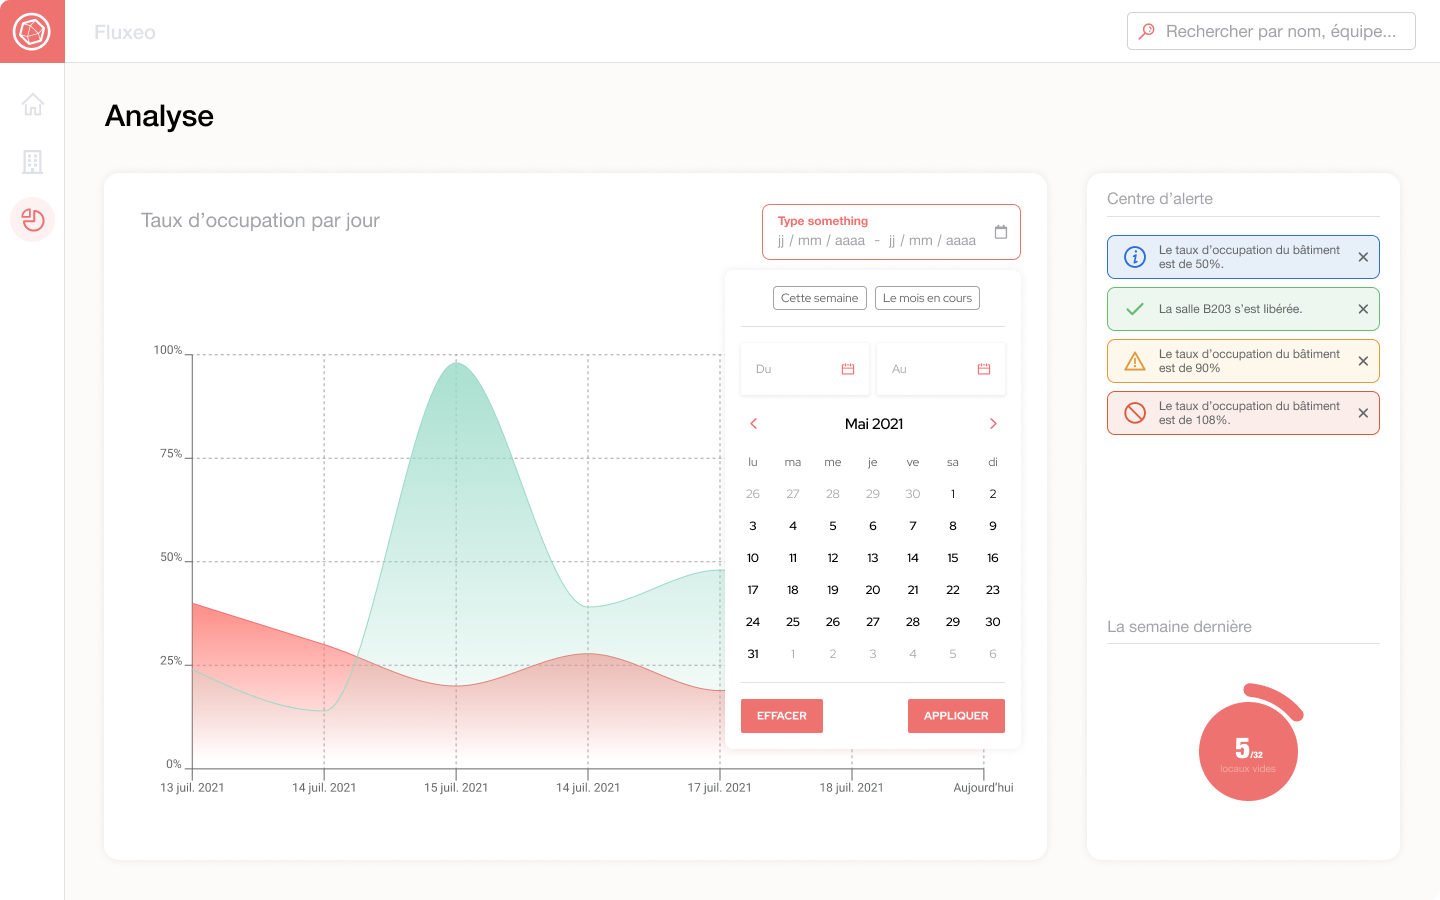 Fluxeo
Rechercher par nom, équipe...
Analyse
Taux d’occupation par jour
Type something
jj / mm / aaaa - jj / mm / aaaa
Cette semaine
Le mois en cours
Du
Au
Mai 2021
lu ma me je ve sa di
26 27 28 29 30 1 2
3 4 5 6 7 8 9
10 11 12 13 14 15 16
17 18 19 20 21 22 23
24 25 26 27 28 29 30
31 1 2 3 4 5 6
EFFACER
APPLIQUER
100%
75%
50%
25%
0%
13 juil. 2021
14 juil. 2021
15 juil. 2021
14 juil. 2021
17 juil. 2021
18 juil. 2021
Aujourd'hui
Centre d’alerte
Le taux d’occupation du bâtiment
est de 50%.
La salle B203 s’est libérée.
Le taux d’occupation du bâtiment
est de 90%
Le taux d’occupation du bâtiment
est de 108%.
La semaine dernière
5/32
locaux vides